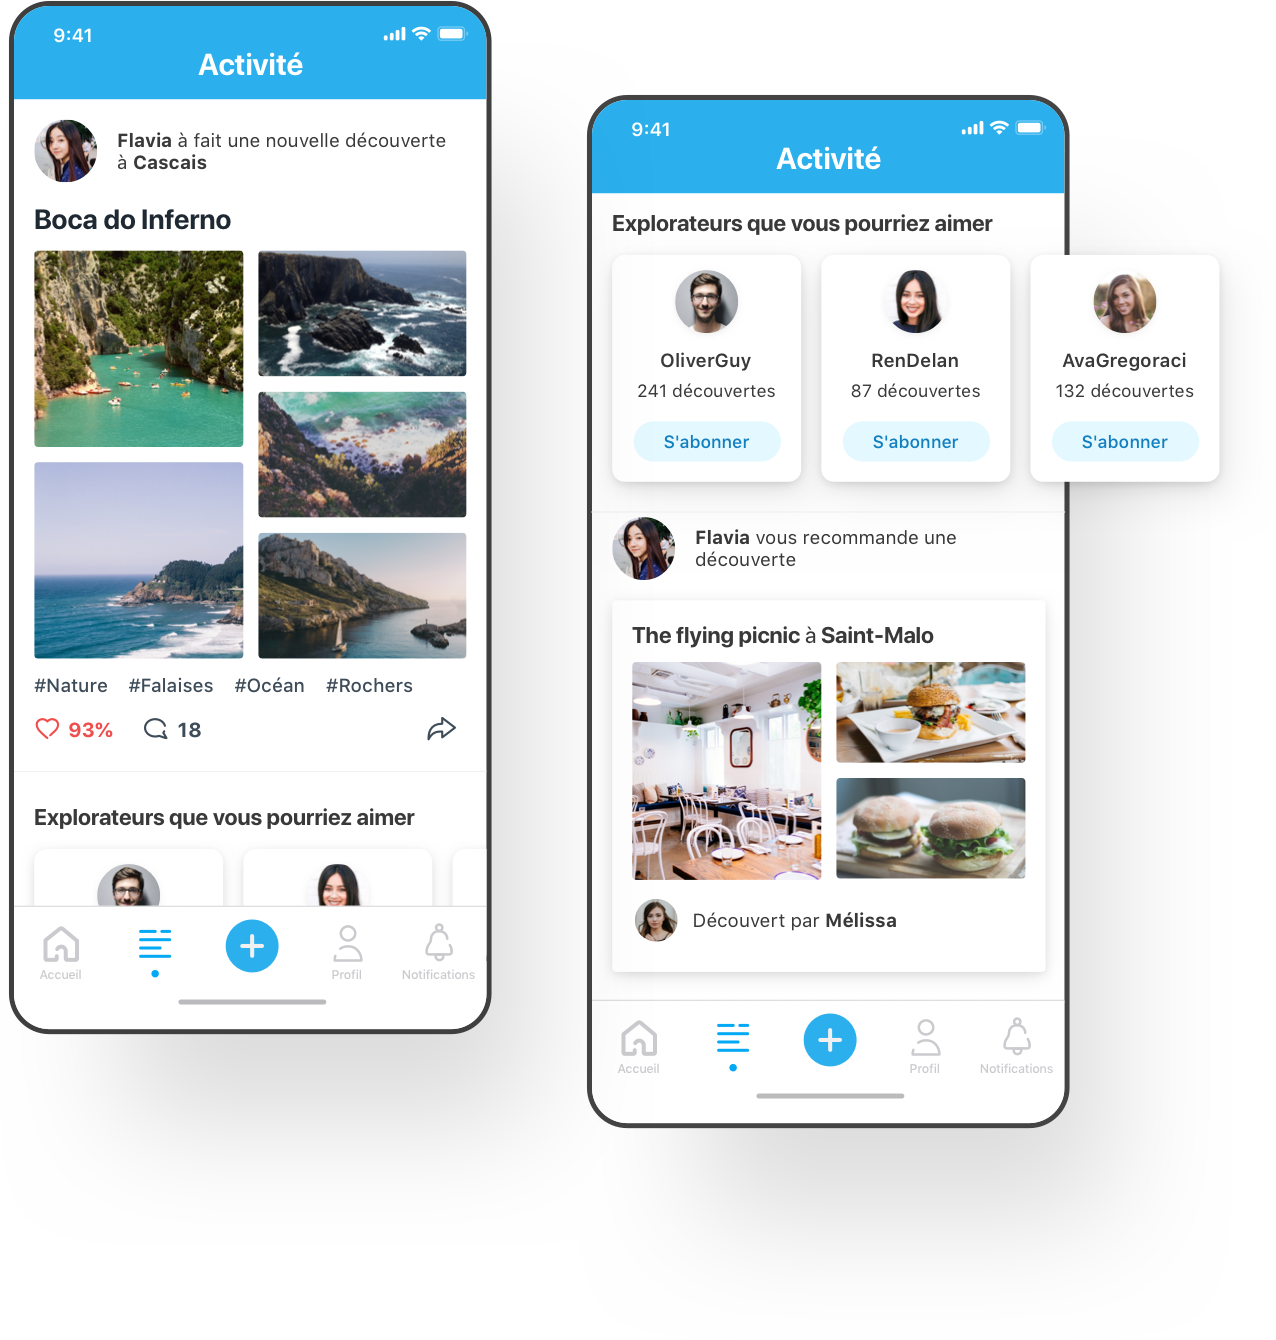 9:41
Activité
Flavia à fait une nouvelle découverte
à Cascais
Boca do Inferno
#Nature #Falaises #Océan #Rochers
93% 18
Explorateurs que vous pourriez aimer
Accueil Profil Notifications
9:41
Activité
Explorateurs que vous pourriez aimer
OliverGuy RenDelan AvaGregoraci
241 découvertes 87 découvertes 132 découvertes
S'abonner S'abonner S'abonner
Flavia vous recommande une
découverte
The flying picnic à Saint-Malo
Découvert par Mélissa
Accueil Profil Notifications